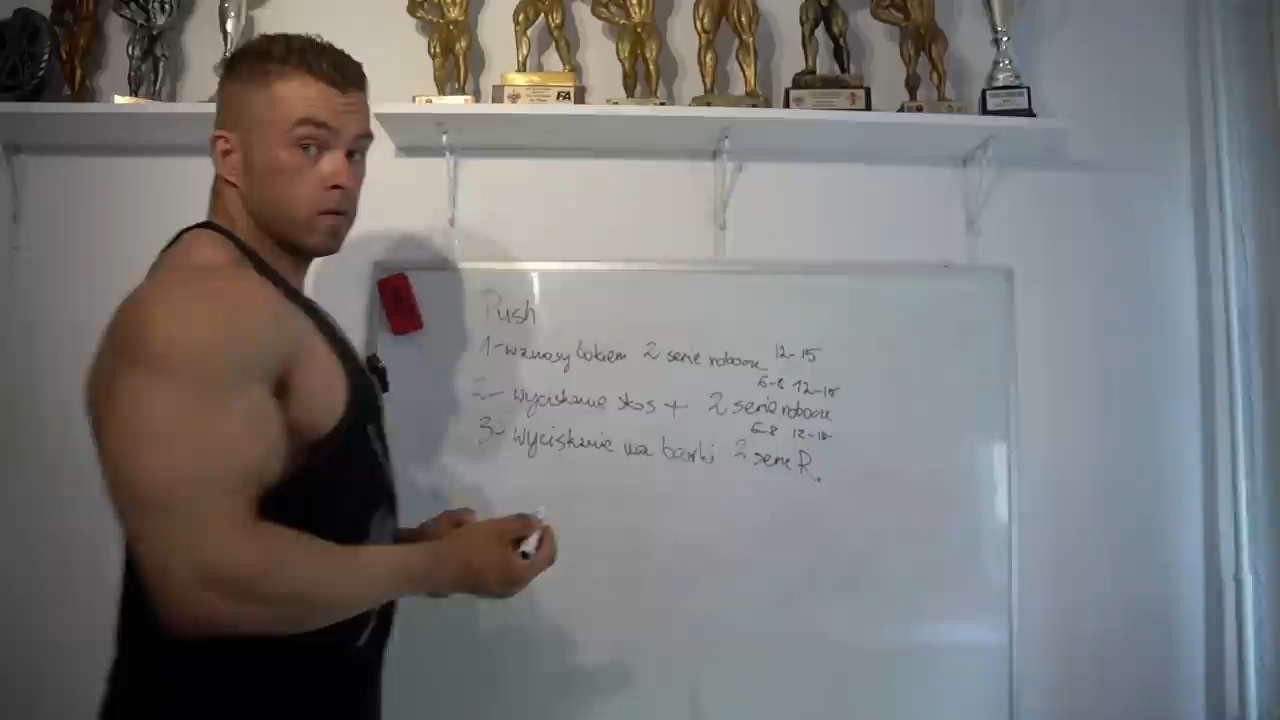 FA
Push
1- wznosy bokiem 2 serie robocze 12-15
6-8 12-15
2- wyciskanie skos + 2 serie robocze
6-8 12-15
3- wyciskanie na barki 2 serie R.